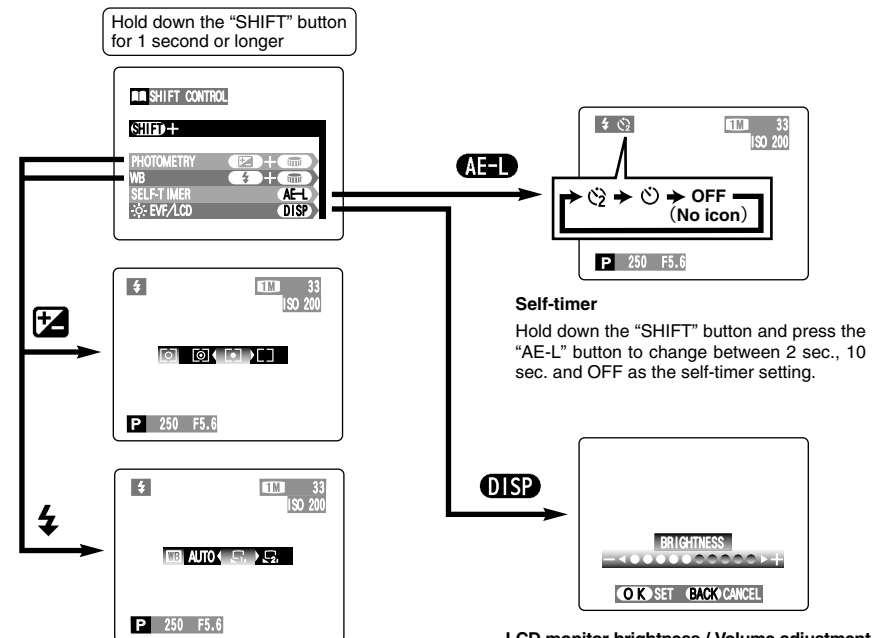 Hold down the “SHIFT” button
for 1 second or longer
SHIFT CONTROL
SHIFT+
PHOTOMETRY +
WB +
SELF-TIMER AE-L
EVF/LCD DISP
AE-L
1M 33
ISO 200
2 OFF
(No icon)
P 250 F5.6
Self-timer
Hold down the “SHIFT” button and press the
“AE-L” button to change between 2 sec., 10
sec. and OFF as the self-timer setting.
1M 33
ISO 200
P 250 F5.6
1M 33
ISO 200
WB AUTO 1 2
P 250 F5.6
DISP
BRIGHTNESS
− +
OK SET BACK CANCEL
LCD monitor brightness / Volume adjustment